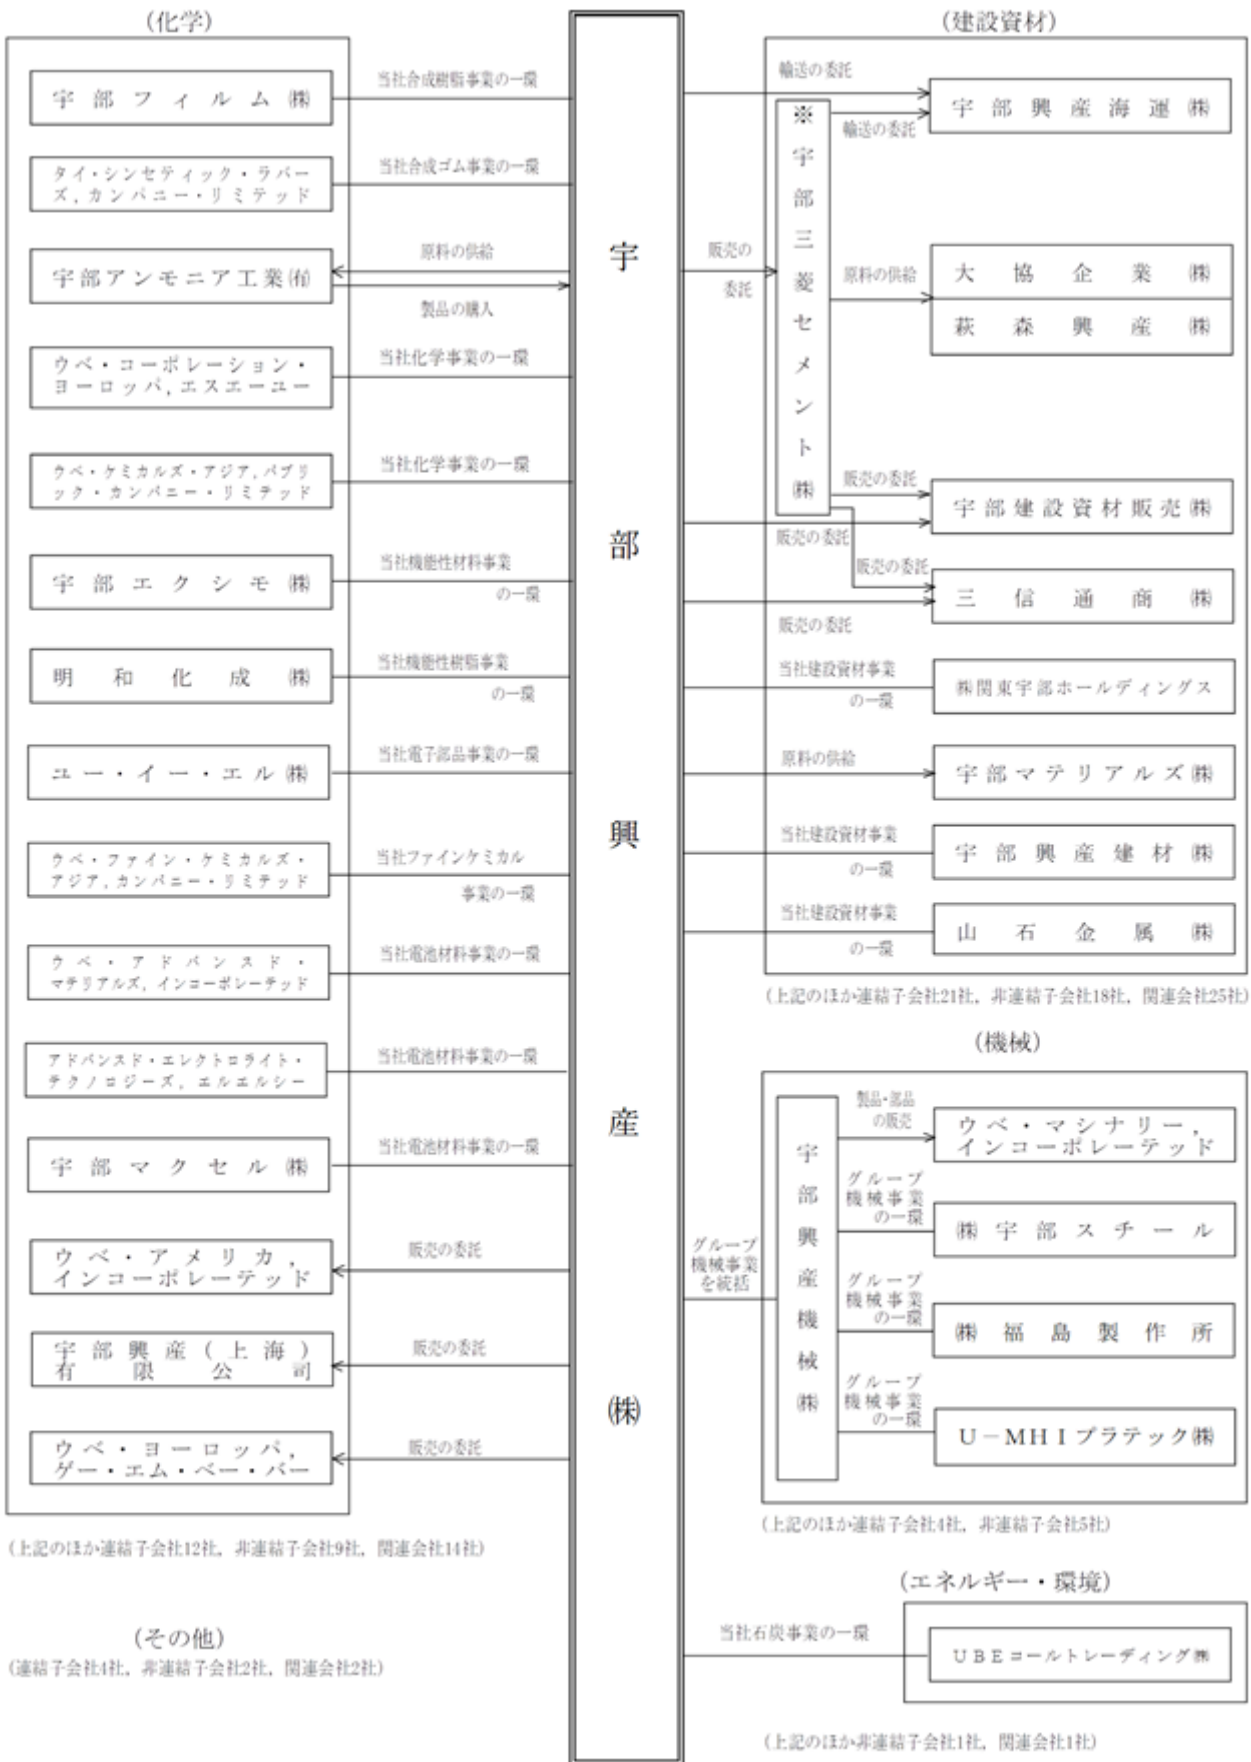 (化学)
当社合成樹脂事業の一環
宇部フィルム㈱
当社合成ゴム事業の一環
タイ・シンセティック・ラバー
ズ,カンパニー・リミテッド
原料の供給
宇部アンモニア工業㈲
製品の購入
当社化学事業の一環
ウベ・コーポレーション・
ヨーロッパ,エスエーユー
当社化学事業の一環
ウベ・ケミカルズ・アジア,パブリ
ック・カンパニー・リミテッド
当社機能性材料事業
の一環
宇部エクシモ㈱
当社機能性樹脂事業
の一環
明和化成㈱
当社電子部品事業の一環
ユー・イー・エル㈱
当社ファインケミカル
事業の一環
ウベ・ファイン・ケミカルズ・
アジア,カンパニー・リミテッド
当社電池材料事業の一環
ウベ・アドバンスド・
マテリアルズ,インコーポレーテッド
当社電池材料事業の一環
アドバンスド・エレクトロライト・
テクノロジーズ,エルエルシー
当社電池材料事業の一環
宇部マクセル㈱
販売の委託
ウベ・アメリカ,
インコーポレーテッド
販売の委託
宇部興産(上海)
有限公司
販売の委託
ウベ・ヨーロッパ,
ゲー・エム・ベー・バー
(上記のほか連結子会社12社, 非連結子会社9社, 関連会社14社)
(その他)
(連結子会社4社, 非連結子会社2社, 関連会社2社)
宇部興産㈱
(建設資材)
輸送の委託
宇部興産海運㈱
輸送の委託
※宇部三菱セメント㈱
販売の
委託
原料の供給
大協企業㈱
萩森興産㈱
販売の委託
宇部建設資材販売㈱
販売の委託
販売の委託
三信通商㈱
販売の委託
当社建設資材事業
の一環
㈱関東宇部ホールディングス
原料の供給
宇部マテリアルズ㈱
当社建設資材事業
の一環
宇部興産建材㈱
当社建設資材事業
の一環
山石金属㈱
(上記のほか連結子会社21社, 非連結子会社18社, 関連会社25社)
(機械)
グループ
機械事業
を統括
宇部興産機械㈱
製品・部品
の販売
ウベ・マシナリー,
インコーポレーテッド
グループ
機械事業
の一環
㈱宇部スチール
グループ
機械事業
の一環
㈱福島製作所
グループ
機械事業
の一環
U－MHIプラテック㈱
(上記のほか連結子会社4社, 非連結子会社5社)
(エネルギー・環境)
当社石炭事業の一環
UBEコールトレーディング㈱
(上記のほか非連結子会社1社, 関連会社1社)